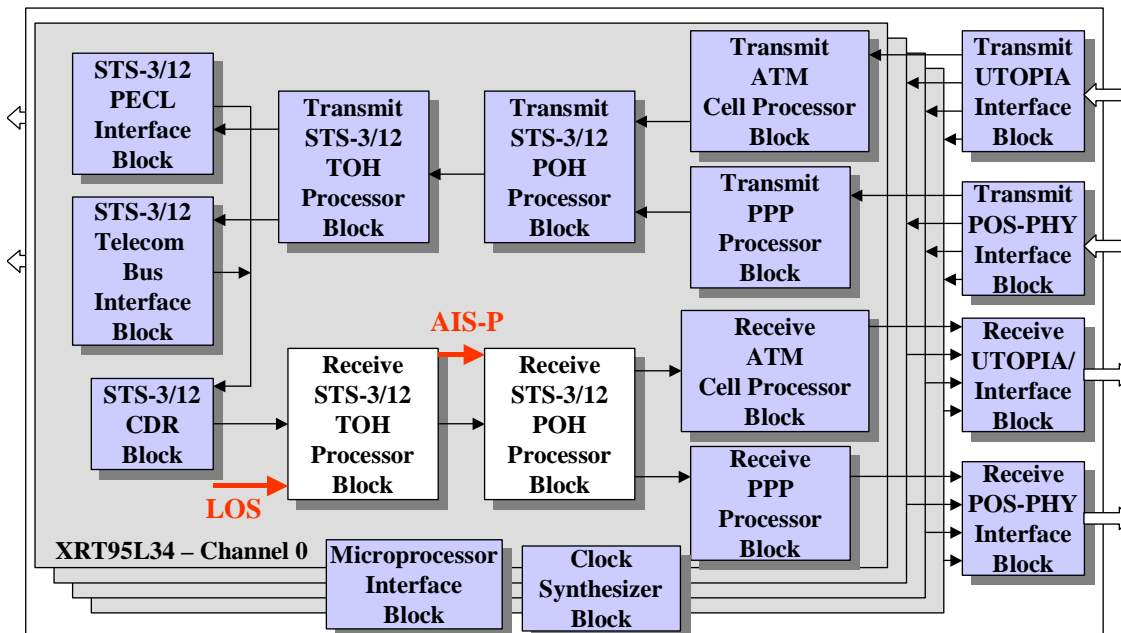 STS-3/12
PECL
Interface
Block
Transmit
STS-3/12
TOH
Processor
Block
Transmit
STS-3/12
POH
Processor
Block
Transmit
ATM
Cell Processor
Block
Transmit
UTOPIA
Interface
Block
STS-3/12
Telecom
Bus
Interface
Block
Transmit
PPP
Processor
Block
Transmit
POS-PHY
Interface
Block
AIS-P
STS-3/12
CDR
Block
Receive
STS-3/12
TOH
Processor
Block
Receive
STS-3/12
POH
Processor
Block
Receive
ATM
Cell Processor
Block
Receive
UTOPIA/
Interface
Block
LOS
Receive
PPP
Processor
Block
Receive
POS-PHY
Interface
Block
XRT95L34 – Channel 0
Microprocessor
Interface
Block
Clock
Synthesizer
Block